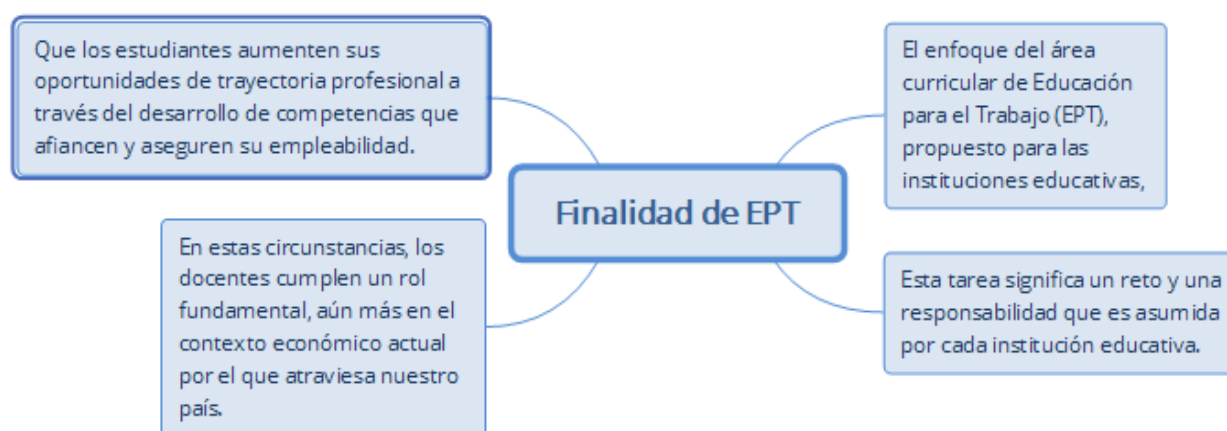 Que los estudiantes aumenten sus
oportunidades de trayectoria profesional a
través del desarrollo de competencias que
afiancen y aseguren su empleabilidad.
El enfoque del área
curricular de Educación
para el Trabajo (EPT),
propuesto para las
instituciones educativas,
Finalidad de EPT
En estas circunstancias, los
docentes cumplen un rol
fundamental, aún más en el
contexto económico actual
por el que atraviesa nuestro
país.
Esta tarea significa un reto y una
responsabilidad que es asumida
por cada institución educativa.